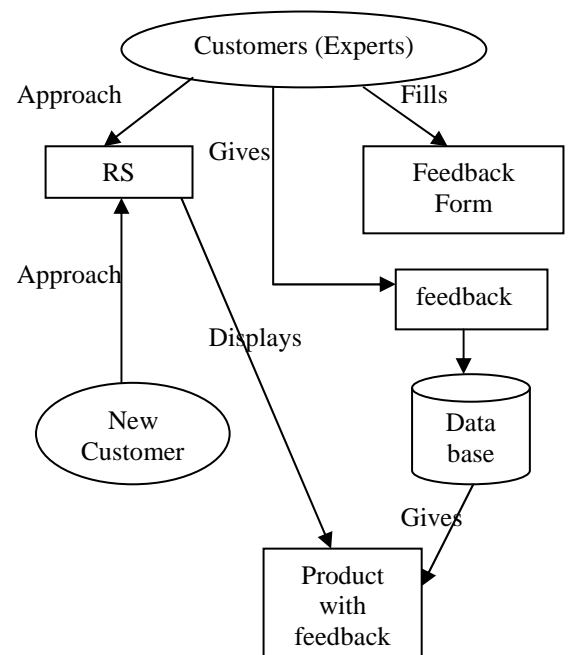 Customers (Experts)
Approach
Fills
Gives
RS
Feedback
Form
Approach
feedback
Displays
New
Customer
Data
base
Gives
Product
with
feedback